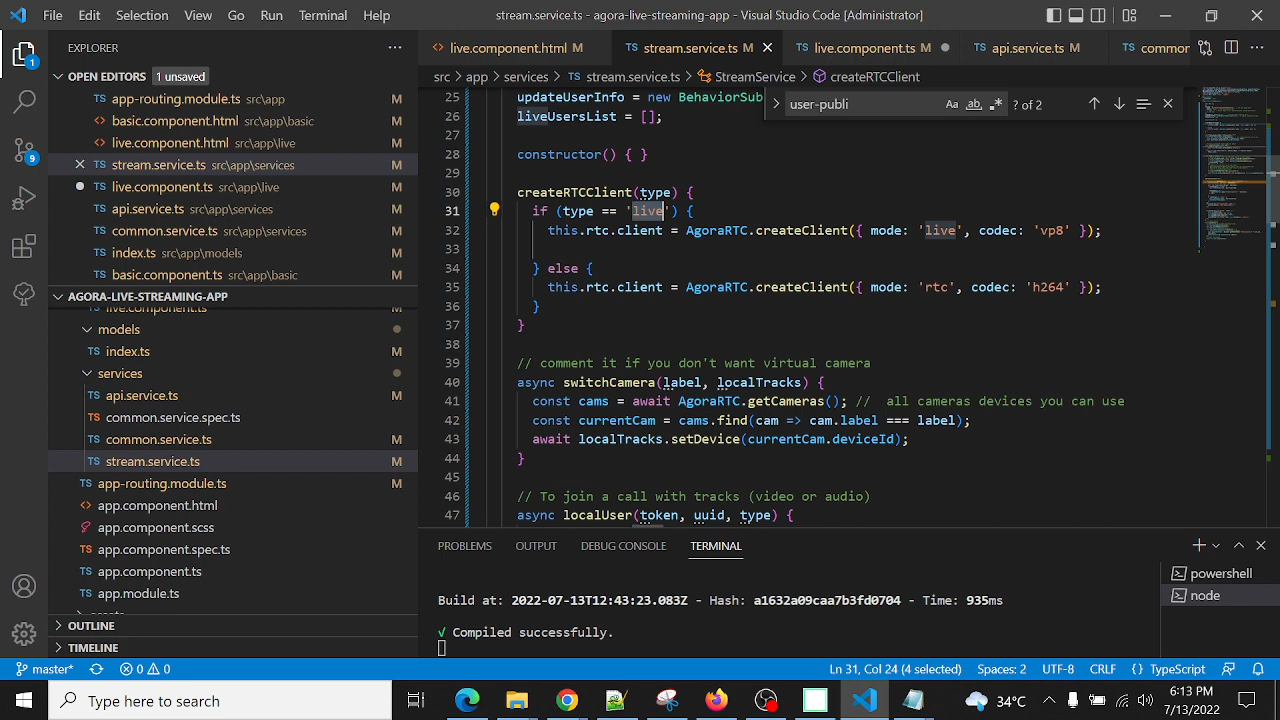 File Edit Selection View Go Run Terminal Help
stream.service.ts - agora-live-streaming-app - Visual Studio Code [Administrator]
EXPLORER
OPEN EDITORS 1 unsaved
app-routing.module.ts src\app M
basic.component.html src\app\basic M
live.component.html src\app\live M
stream.service.ts src\app\services M
live.component.ts src\app\live M
api.service.ts src\app\services M
common.service.ts src\app\services M
index.ts src\app\models M
basic.component.ts src\app\basic M
AGORA-LIVE-STREAMING-APP
live.component.ts M
models
index.ts M
services
api.service.ts M
common.service.spec.ts M
common.service.ts M
stream.service.ts M
app-routing.module.ts M
app.component.html
app.component.scss
app.component.spec.ts
app.component.ts
app.module.ts
OUTLINE
TIMELINE
1
9
live.component.html M
TS stream.service.ts M
TS live.component.ts M
TS api.service.ts M
TS common
src > app > services > TS stream.service.ts > StreamService > createRTCClient
user-publi
Aa ab .* ? of 2
25 updateUserInfo = new BehaviorSub
26 liveUsersList = [];
27
28 constructor() { }
29
30 createRTCClient(type) {
31 if (type == 'live') {
32 this.rtc.client = AgoraRTC.createClient({ mode: 'live', codec: 'vp8' });
33
34 } else {
35 this.rtc.client = AgoraRTC.createClient({ mode: 'rtc', codec: 'h264' });
36 }
37 }
38
39 // comment it if you don't want virtual camera
40 async switchCamera(label, localTracks) {
41 const cams = await AgoraRTC.getCameras(); // all cameras devices you can use
42 const currentCam = cams.find(cam => cam.label === label);
43 await localTracks.setDevice(currentCam.deviceId);
44 }
45
46 // To join a call with tracks (video or audio)
47 async localUser(token, uuid, type) {
PROBLEMS OUTPUT DEBUG CONSOLE TERMINAL
Build at: 2022-07-13T12:43:23.083Z - Hash: a1632a09caa7b3fd0704 - Time: 935ms
√ Compiled successfully.
powershell
node
master* 0 0
Ln 31, Col 24 (4 selected) Spaces: 2 UTF-8 CRLF {} TypeScript
Type here to search
34°C
6:13 PM
7/13/2022